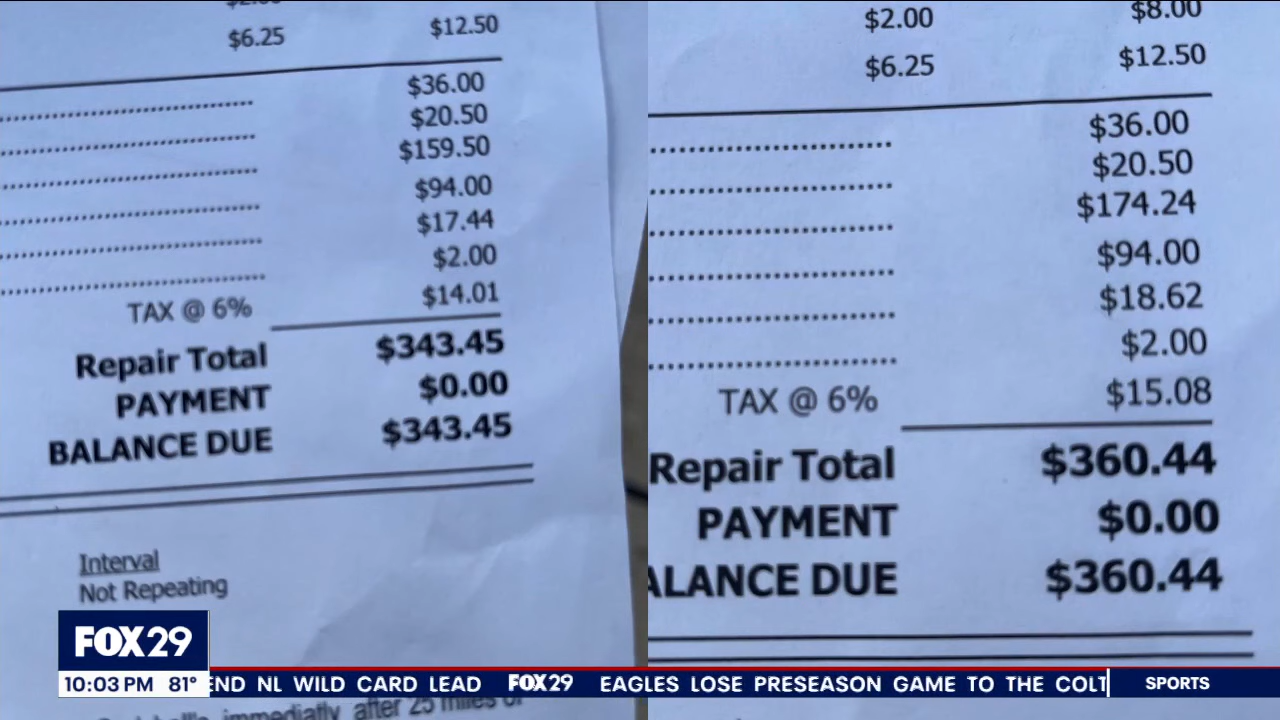 $6.25 $12.50
$36.00
$20.50
$159.50
$94.00
$17.44
$2.00
TAX @ 6% $14.01
Repair Total $343.45
PAYMENT $0.00
BALANCE DUE $343.45
Interval
Not Repeating
immediatly after 25 miles
$2.00 $8.00
$6.25 $12.50
$36.00
$20.50
$174.24
$94.00
$18.62
$2.00
TAX @ 6% $15.08
Repair Total $360.44
PAYMENT $0.00
ALANCE DUE $360.44
FOX29
10:03 PM 81° END NL WILD CARD LEAD FOX29 EAGLES LOSE PRESEASON GAME TO THE COLT SPORTS